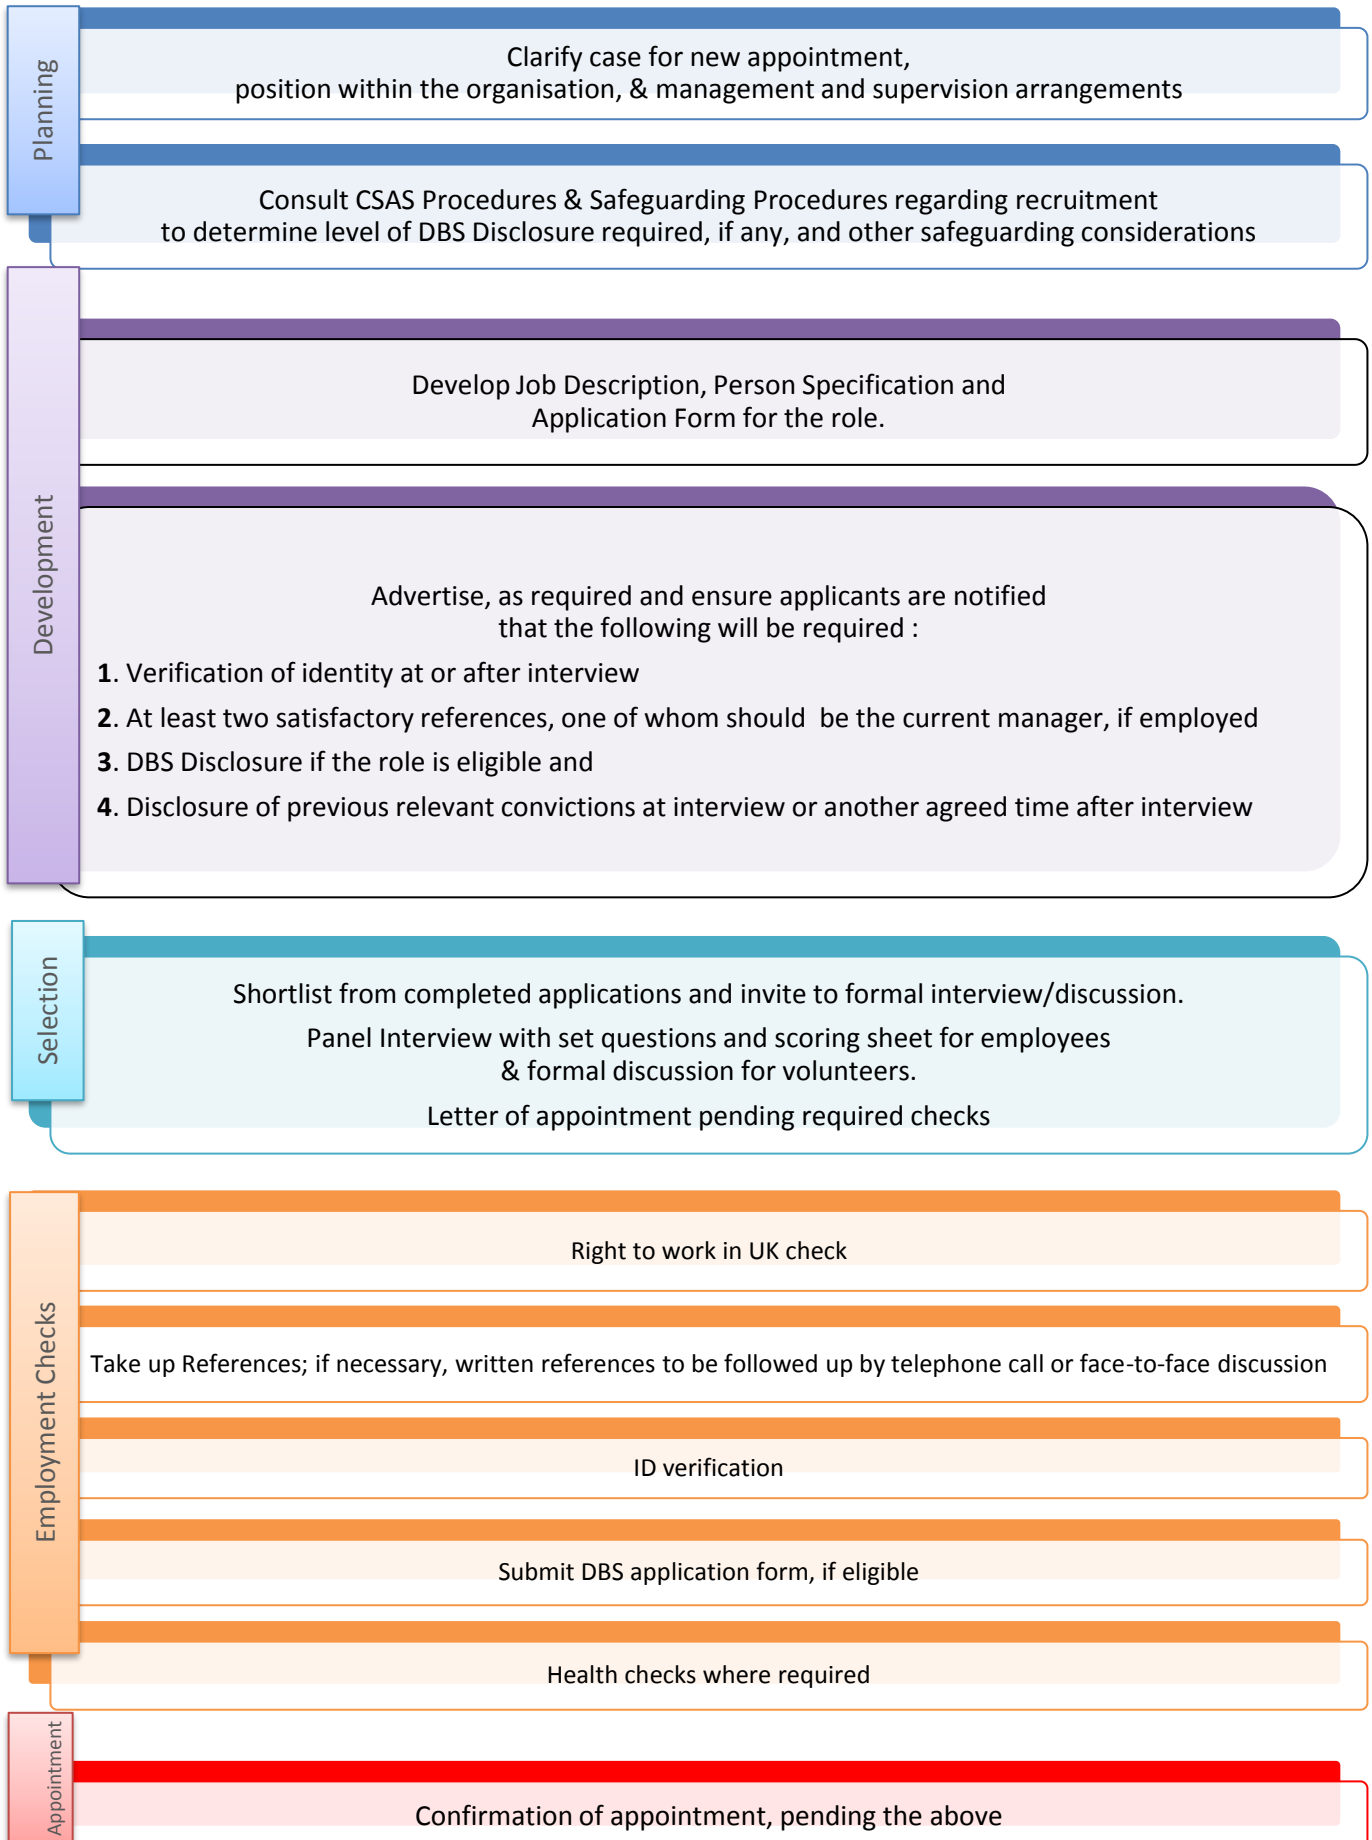 Planning
Clarify case for new appointment,
position within the organisation, & management and supervision arrangements
Consult CSAS Procedures & Safeguarding Procedures regarding recruitment
to determine level of DBS Disclosure required, if any, and other safeguarding considerations
Development
Develop Job Description, Person Specification and
Application Form for the role.
Advertise, as required and ensure applicants are notified
that the following will be required :
1. Verification of identity at or after interview
2. At least two satisfactory references, one of whom should  be the current manager, if employed
3. DBS Disclosure if the role is eligible and
4. Disclosure of previous relevant convictions at interview or another agreed time after interview
Selection
Shortlist from completed applications and invite to formal interview/discussion.
Panel Interview with set questions and scoring sheet for employees
& formal discussion for volunteers.
Letter of appointment pending required checks
Employment Checks
Right to work in UK check
Take up References; if necessary, written references to be followed up by telephone call or face-to-face discussion
ID verification
Submit DBS application form, if eligible
Health checks where required
Appointment
Confirmation of appointment, pending the above